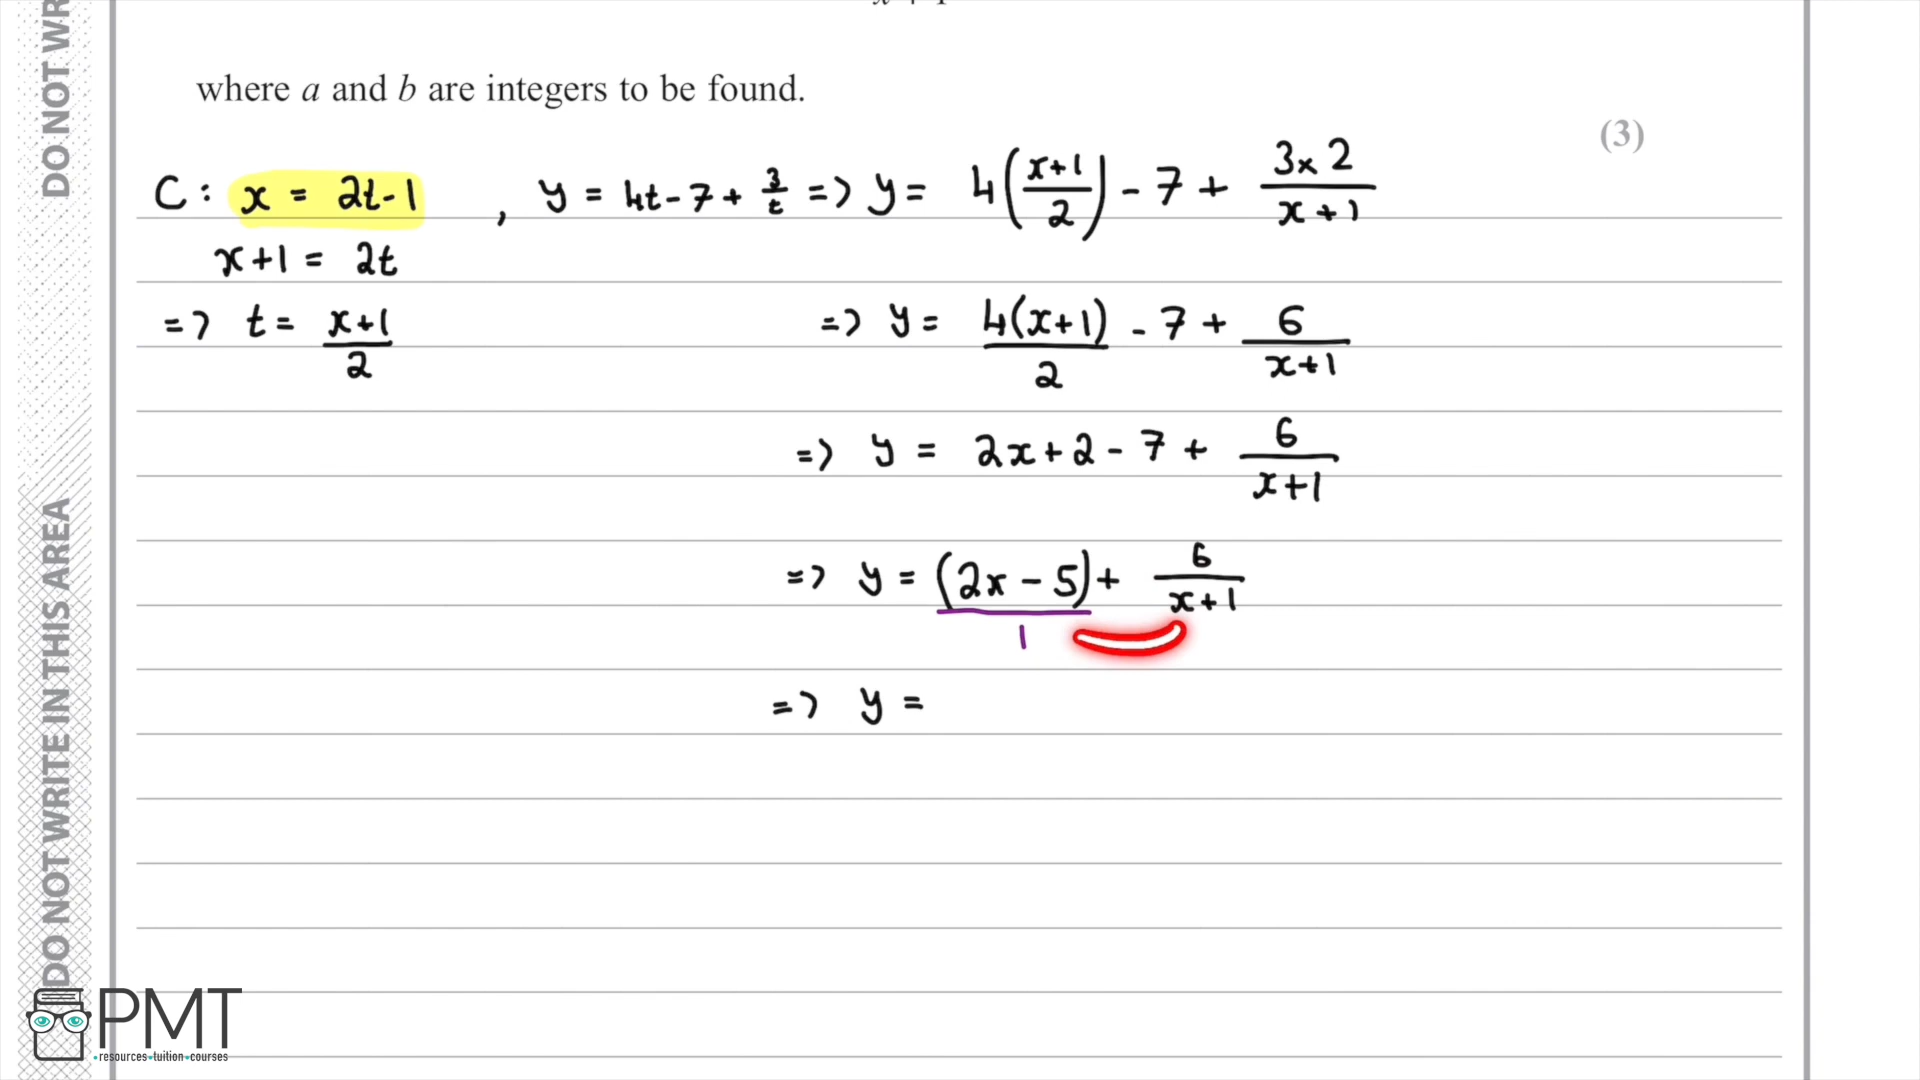 where a and b are integers to be found.
(3)
C: x = 2t-1 , y = 4t-7+3/t => y = 4((x+1)/2) - 7 + (3×2)/(x+1)
x+1 = 2t
=> t = (x+1)/2
=> y = 4(x+1)/2 - 7 + 6/(x+1)
=> y = 2x+2-7+ 6/(x+1)
=> y = (2x-5)+ 6/(x+1)
1
=> y =
DO NOT WR
DO NOT WRITE IN THIS AREA
PMT
resources•tuition•courses